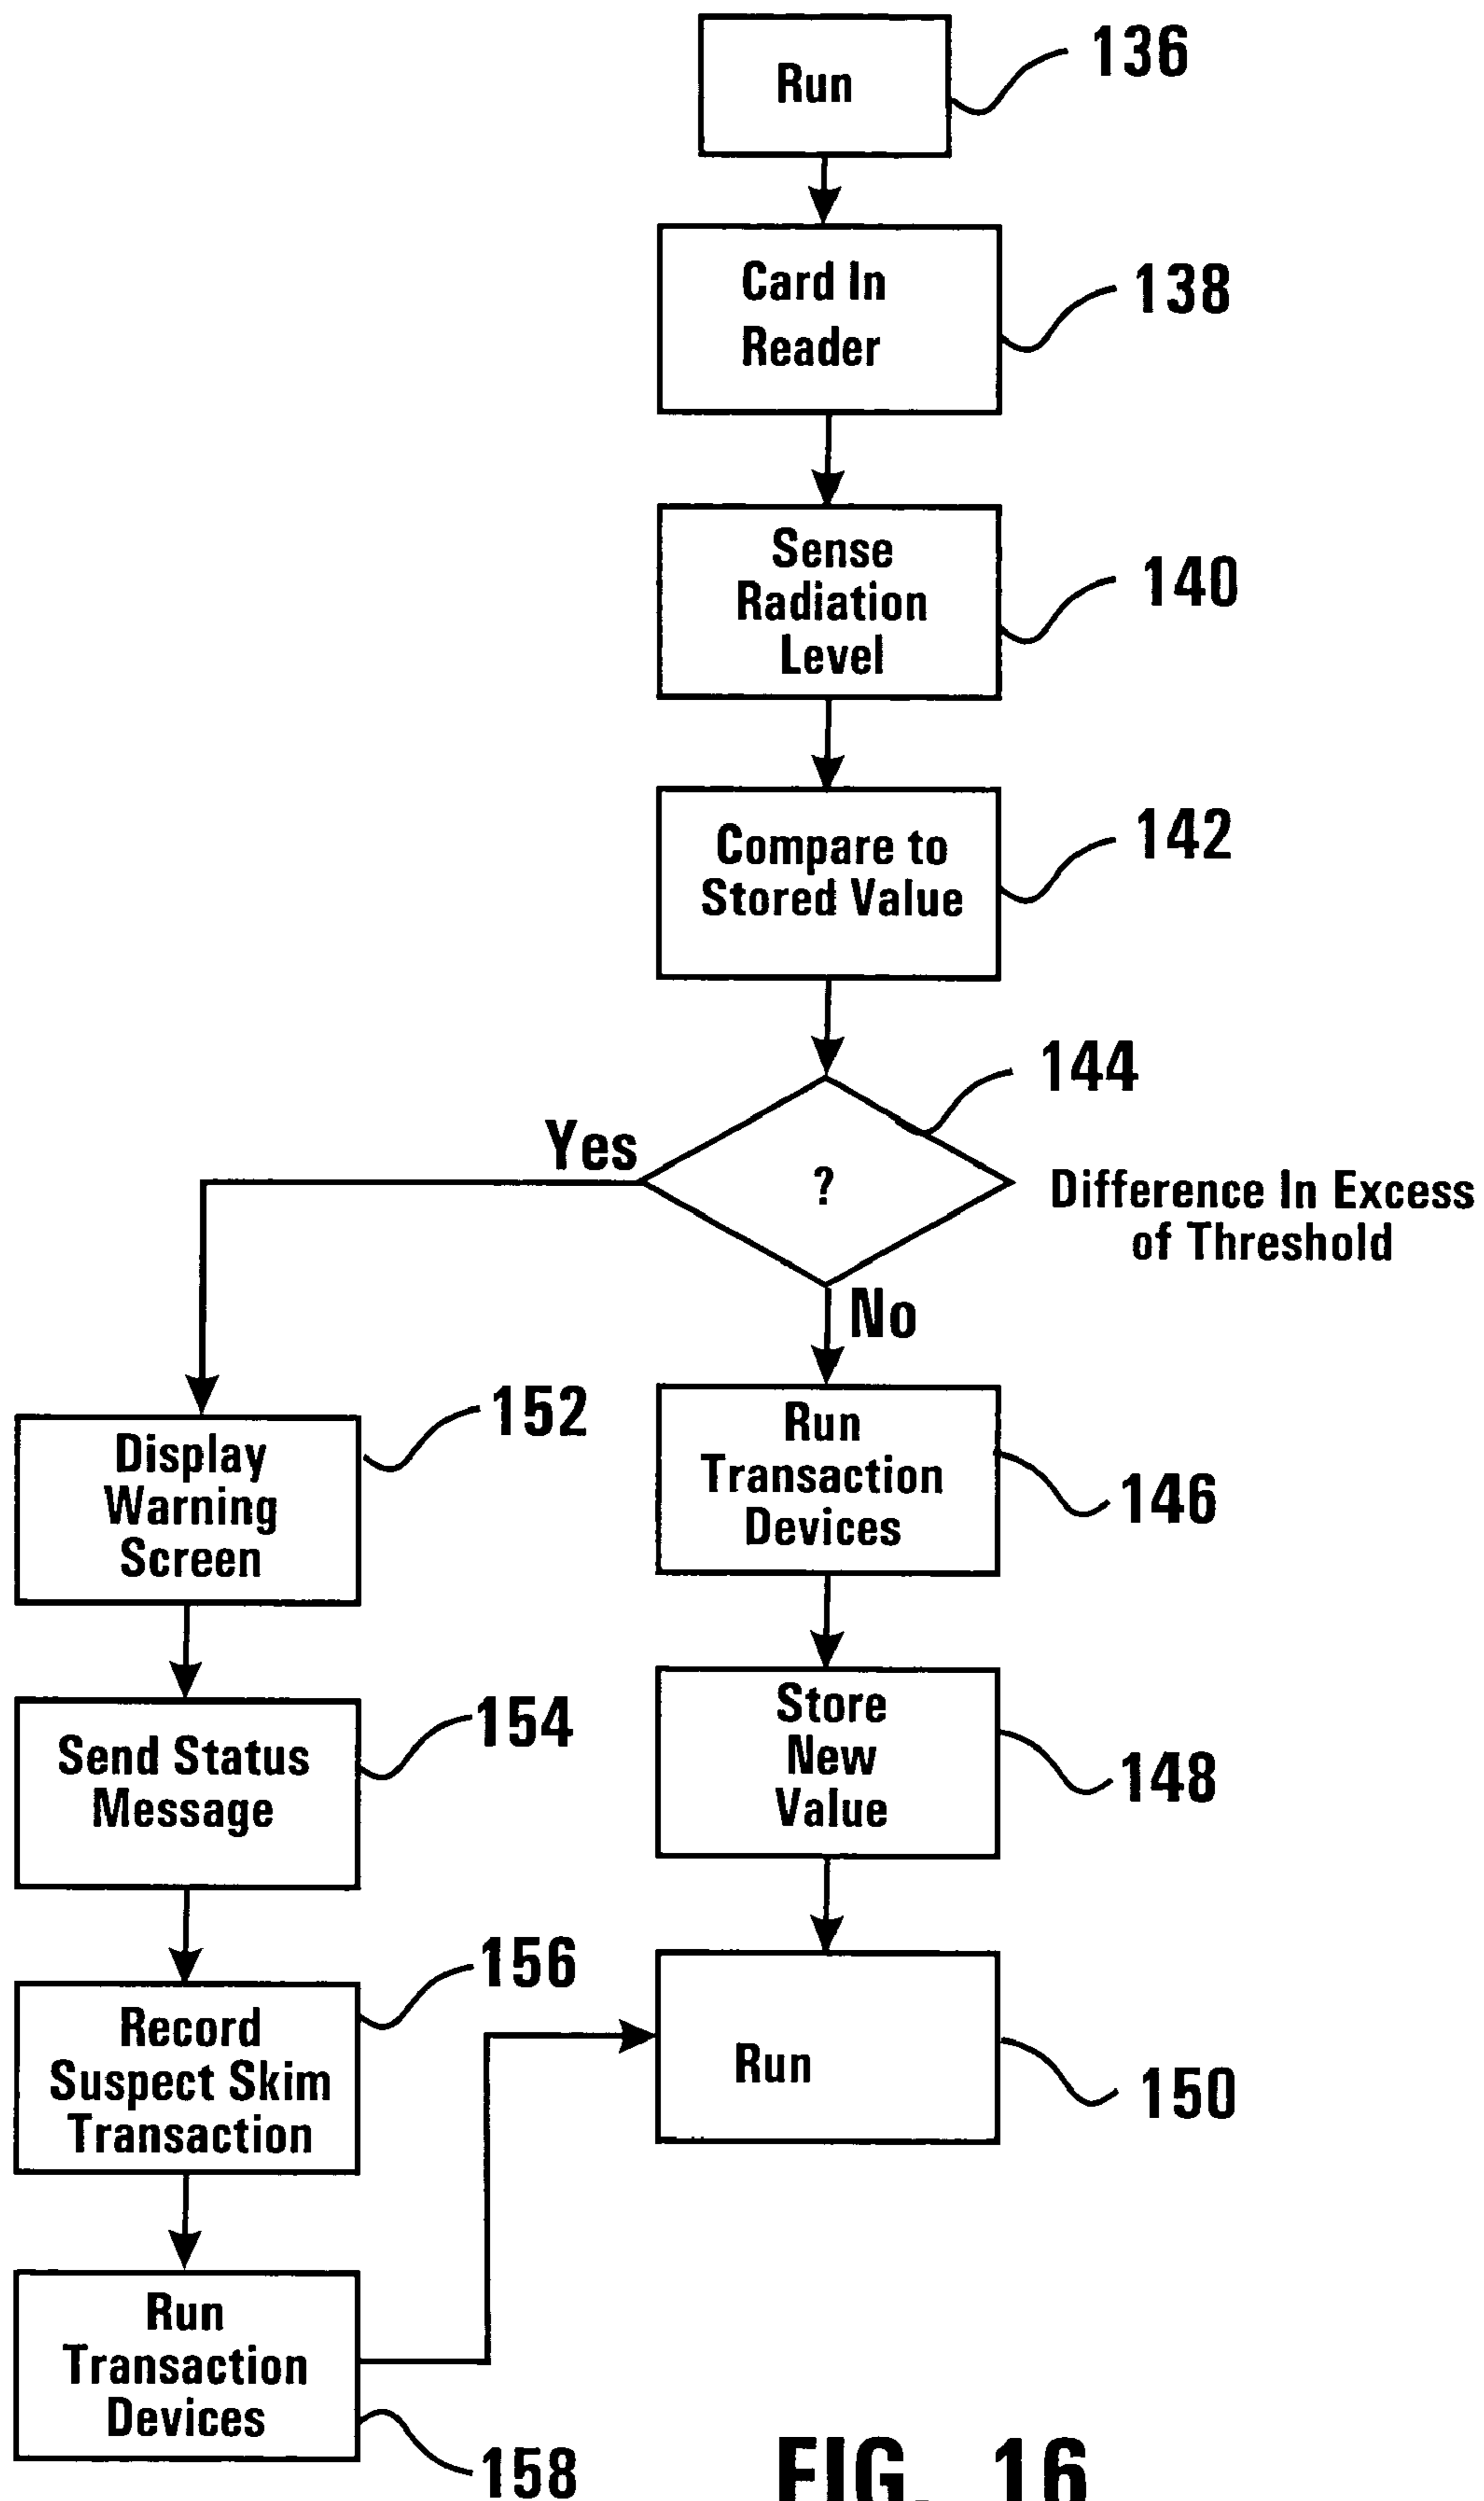 Run
136
Card In
Reader
138
Sense
Radiation
Level
140
Compare to
Stored Value
142
144
Yes
?
Difference In Excess
of Threshold
No
Display
Warning
Screen
152
Run
Transaction
Devices
146
Send Status
Message
154
Store
New
Value
148
Record
Suspect Skim
Transaction
156
Run
150
Run
Transaction
Devices
158
FIG. 16